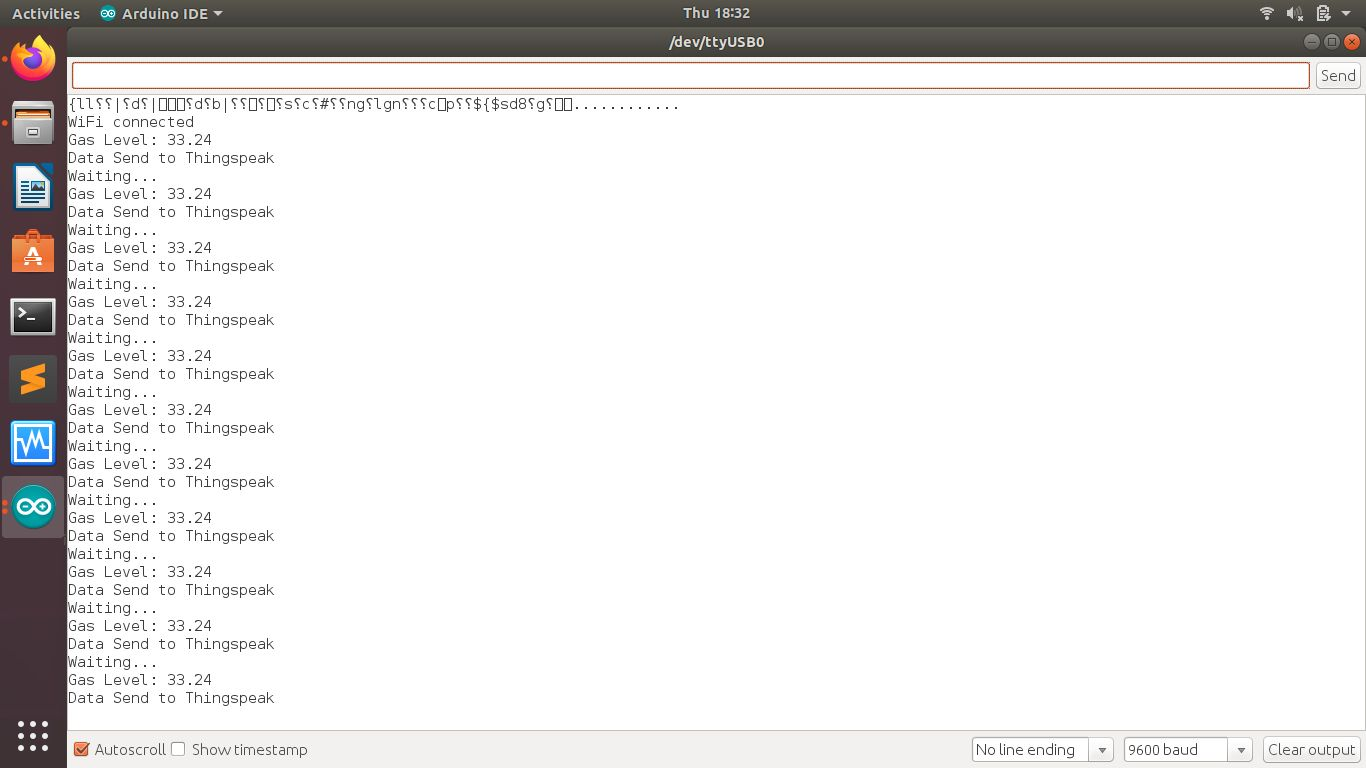 Activities Arduino IDE Thu 18:32
/dev/ttyUSB0
Send
............
WiFi connected
Gas Level: 33.24
Data Send to Thingspeak
Waiting...
Gas Level: 33.24
Data Send to Thingspeak
Waiting...
Gas Level: 33.24
Data Send to Thingspeak
Waiting...
Gas Level: 33.24
Data Send to Thingspeak
Waiting...
Gas Level: 33.24
Data Send to Thingspeak
Waiting...
Gas Level: 33.24
Data Send to Thingspeak
Waiting...
Gas Level: 33.24
Data Send to Thingspeak
Waiting...
Gas Level: 33.24
Data Send to Thingspeak
Waiting...
Gas Level: 33.24
Data Send to Thingspeak
Waiting...
Gas Level: 33.24
Data Send to Thingspeak
Waiting...
Gas Level: 33.24
Data Send to Thingspeak
Autoscroll Show timestamp No line ending 9600 baud Clear output